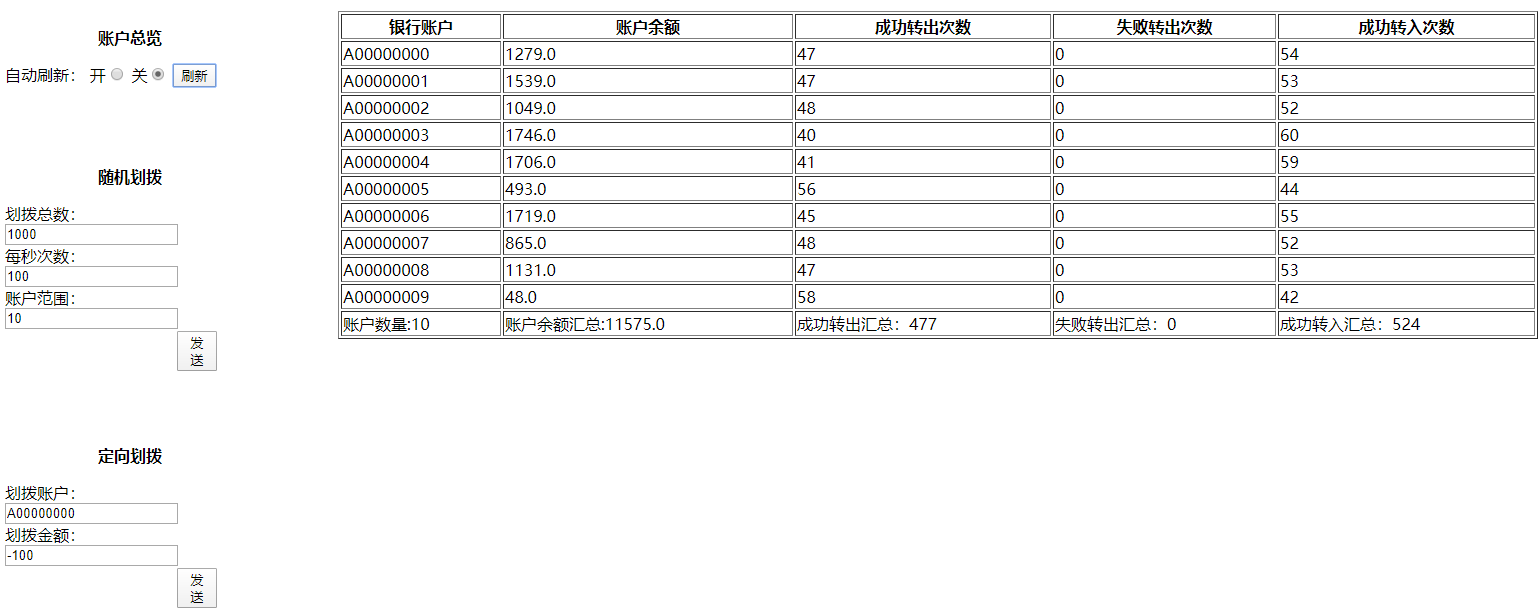 账户总览
自动刷新： 开 关 刷新
随机划拨
划拨总数：
1000
每秒次数：
100
账户范围：
10
发
送
定向划拨
划拨账户：
A00000000
划拨金额：
-100
发
送
银行账户 账户余额 成功转出次数 失败转出次数 成功转入次数
A00000000 1279.0 47 0 54
A00000001 1539.0 47 0 53
A00000002 1049.0 48 0 52
A00000003 1746.0 40 0 60
A00000004 1706.0 41 0 59
A00000005 493.0 56 0 44
A00000006 1719.0 45 0 55
A00000007 865.0 48 0 52
A00000008 1131.0 47 0 53
A00000009 48.0 58 0 42
账户数量:10 账户余额汇总:11575.0 成功转出汇总：477 失败转出汇总：0 成功转入汇总：524